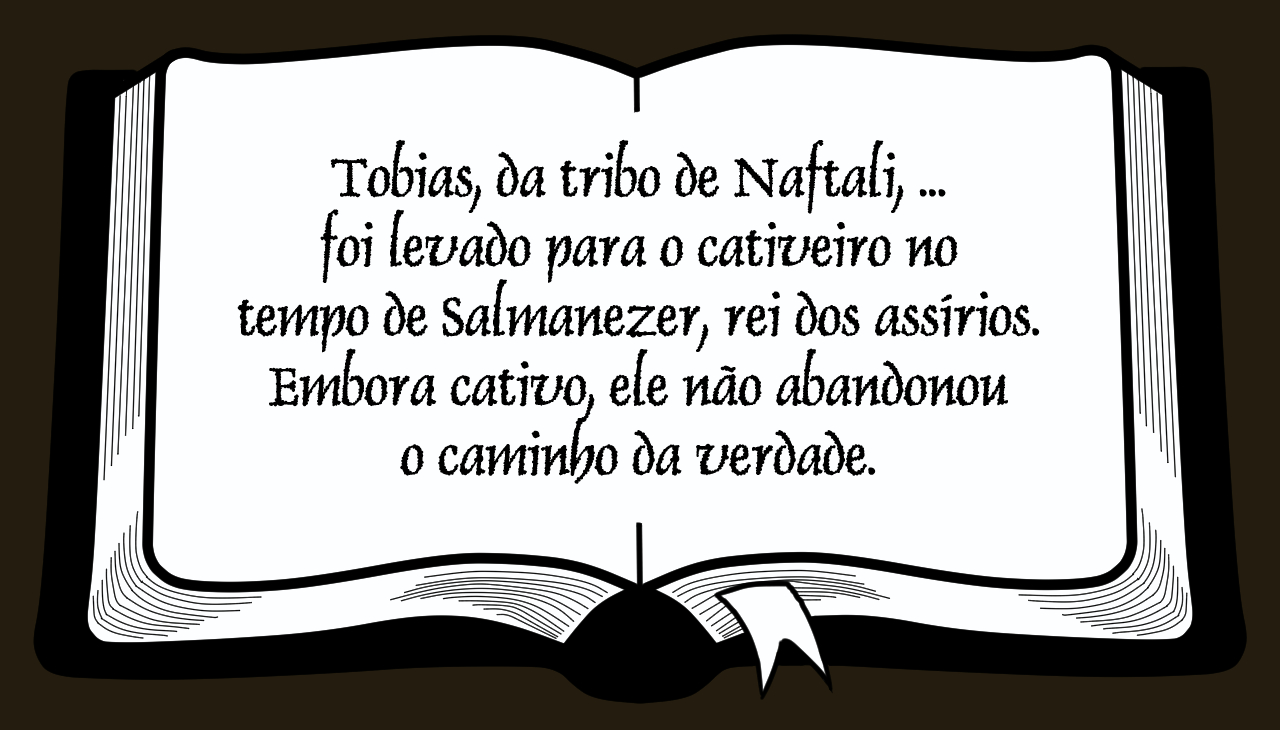 Tobias, da tribo de Naftali, ...
foi levado para o cativeiro no
tempo de Salmanezer, rei dos assírios.
Embora cativo, ele não abandonou
o caminho da verdade.